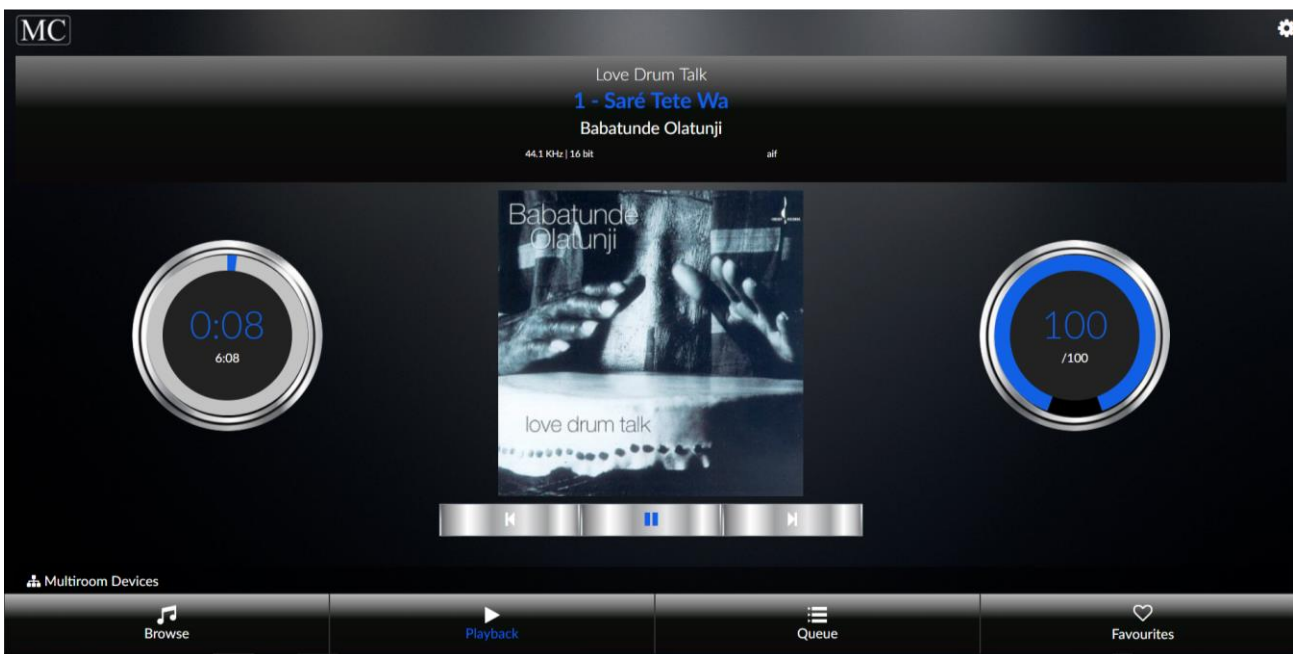 MC
Love Drum Talk
1 - Saré Tete Wa
Babatunde Olatunji
44.1 KHz | 16 bit aif
Babatunde
Olatunji
0:08
6:08
100
/100
love drum talk
Multiroom Devices
Browse Playback Queue Favourites